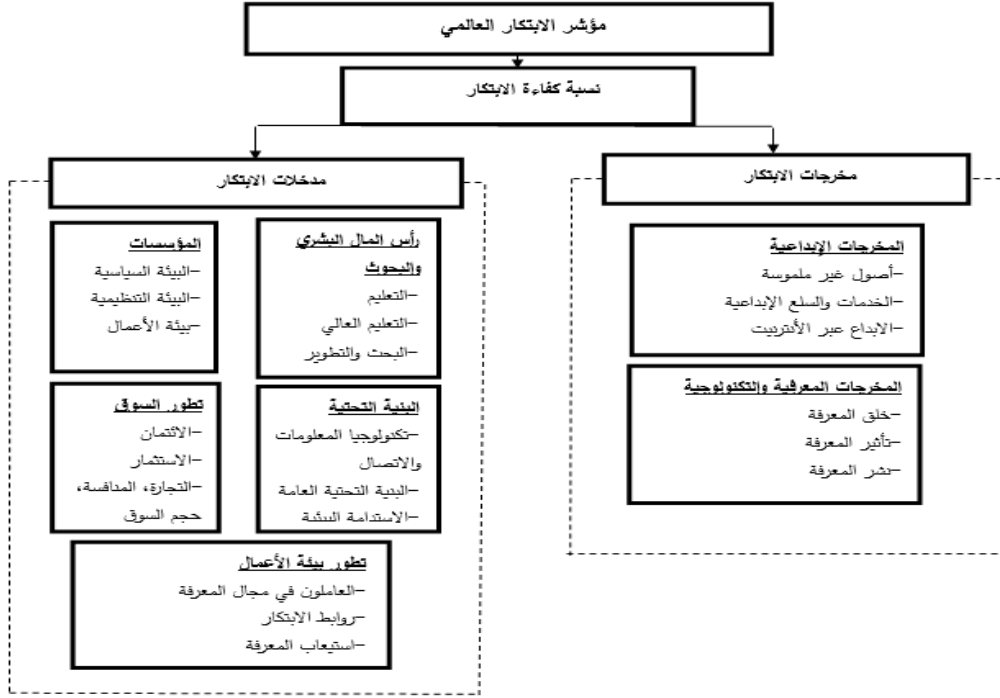 مؤشر الابتكار العالمي
نسبة كفاءة الابتكار
مخرجات الابتكار
المخرجات الإبداعية
-أصول غير ملموسة
-الخدمات والسلع الإبداعية
-الابداع عبر الأنتربيت
المخرجات المعرفية والتكنولوجية
-خلق المعرفة
-تأثير المعرفة
-نشر المعرفة
مدخلات الابتكار
رأس المال البشري
والبحوث
-التعليم
-التعليم العالي
-البحث والتطوير
المؤسسات
-البيئة السياسية
-البيئة التنظيمية
-بيئة الأعمال
البنية التحتية
-تكنولوجيا المعلومات
والاتصال
-البنية التحتية العامة
-الاستدامة البيئية
تطور السوق
-الائتمان
-الاستثمار
-التجارة، المنافسة،
حجم السوق
تطور بيئة الأعمال
-العاملون في مجال المعرفة
-روابط الابتكار
-استيعاب المعرفة